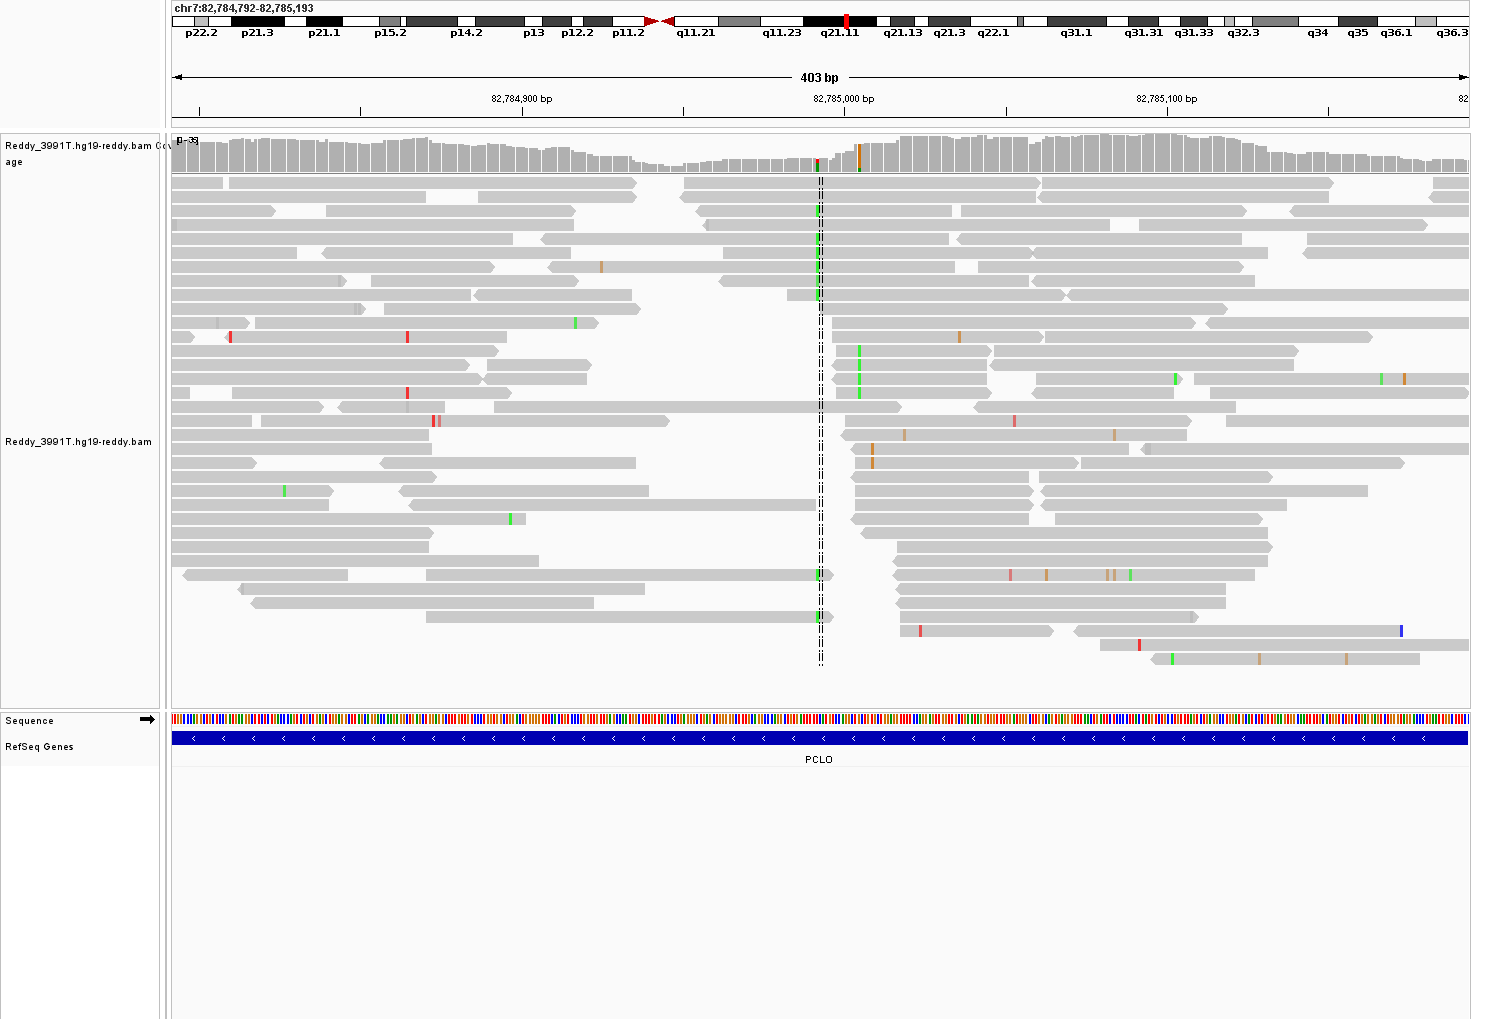 chr7:82,784,792-82,785,193
p22.2 p21.3 p21.1 p15.2 p14.2 p13 p12.2 p11.2 q11.21 q11.23 q21.11 q21.13 q21.3 q22.1 q31.1 q31.31 q31.33 q32.3 q34 q35 q36.1 q36.3
403 bp
82,784,900 bp 82,785,000 bp 82,785,100 bp 82
Reddy_3991T.hg19-reddy.bam Cov
age
Reddy_3991T.hg19-reddy.bam
Sequence
RefSeq Genes
PCLO